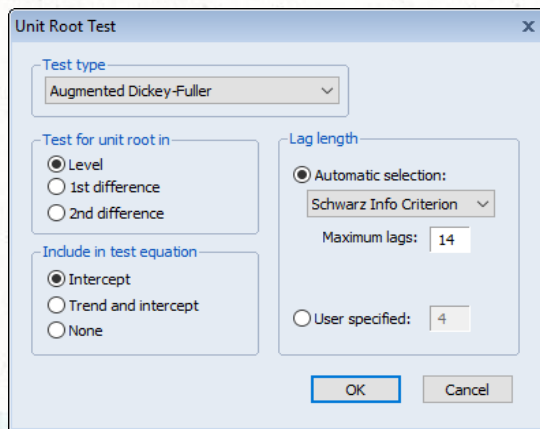 Unit Root Test
x
Test type
Augmented Dickey-Fuller
Test for unit root in
Level
1st difference
2nd difference
Include in test equation
Intercept
Trend and intercept
None
Lag length
Automatic selection:
Schwarz Info Criterion
Maximum lags: 14
User specified: 4
OK
Cancel